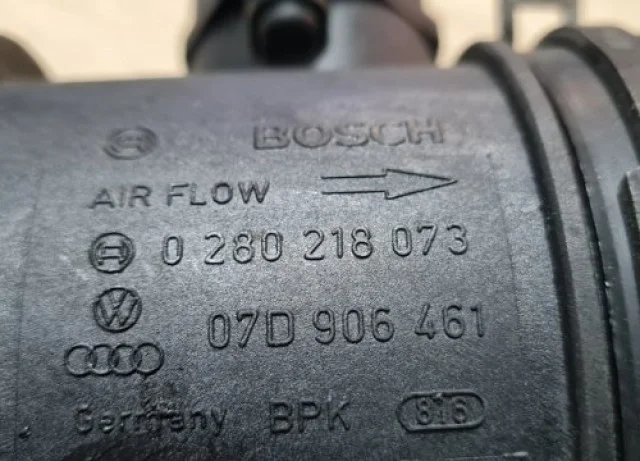 BOSCH
AIR FLOW
0 280 218 073
07D 906 461
Germany BPK 816